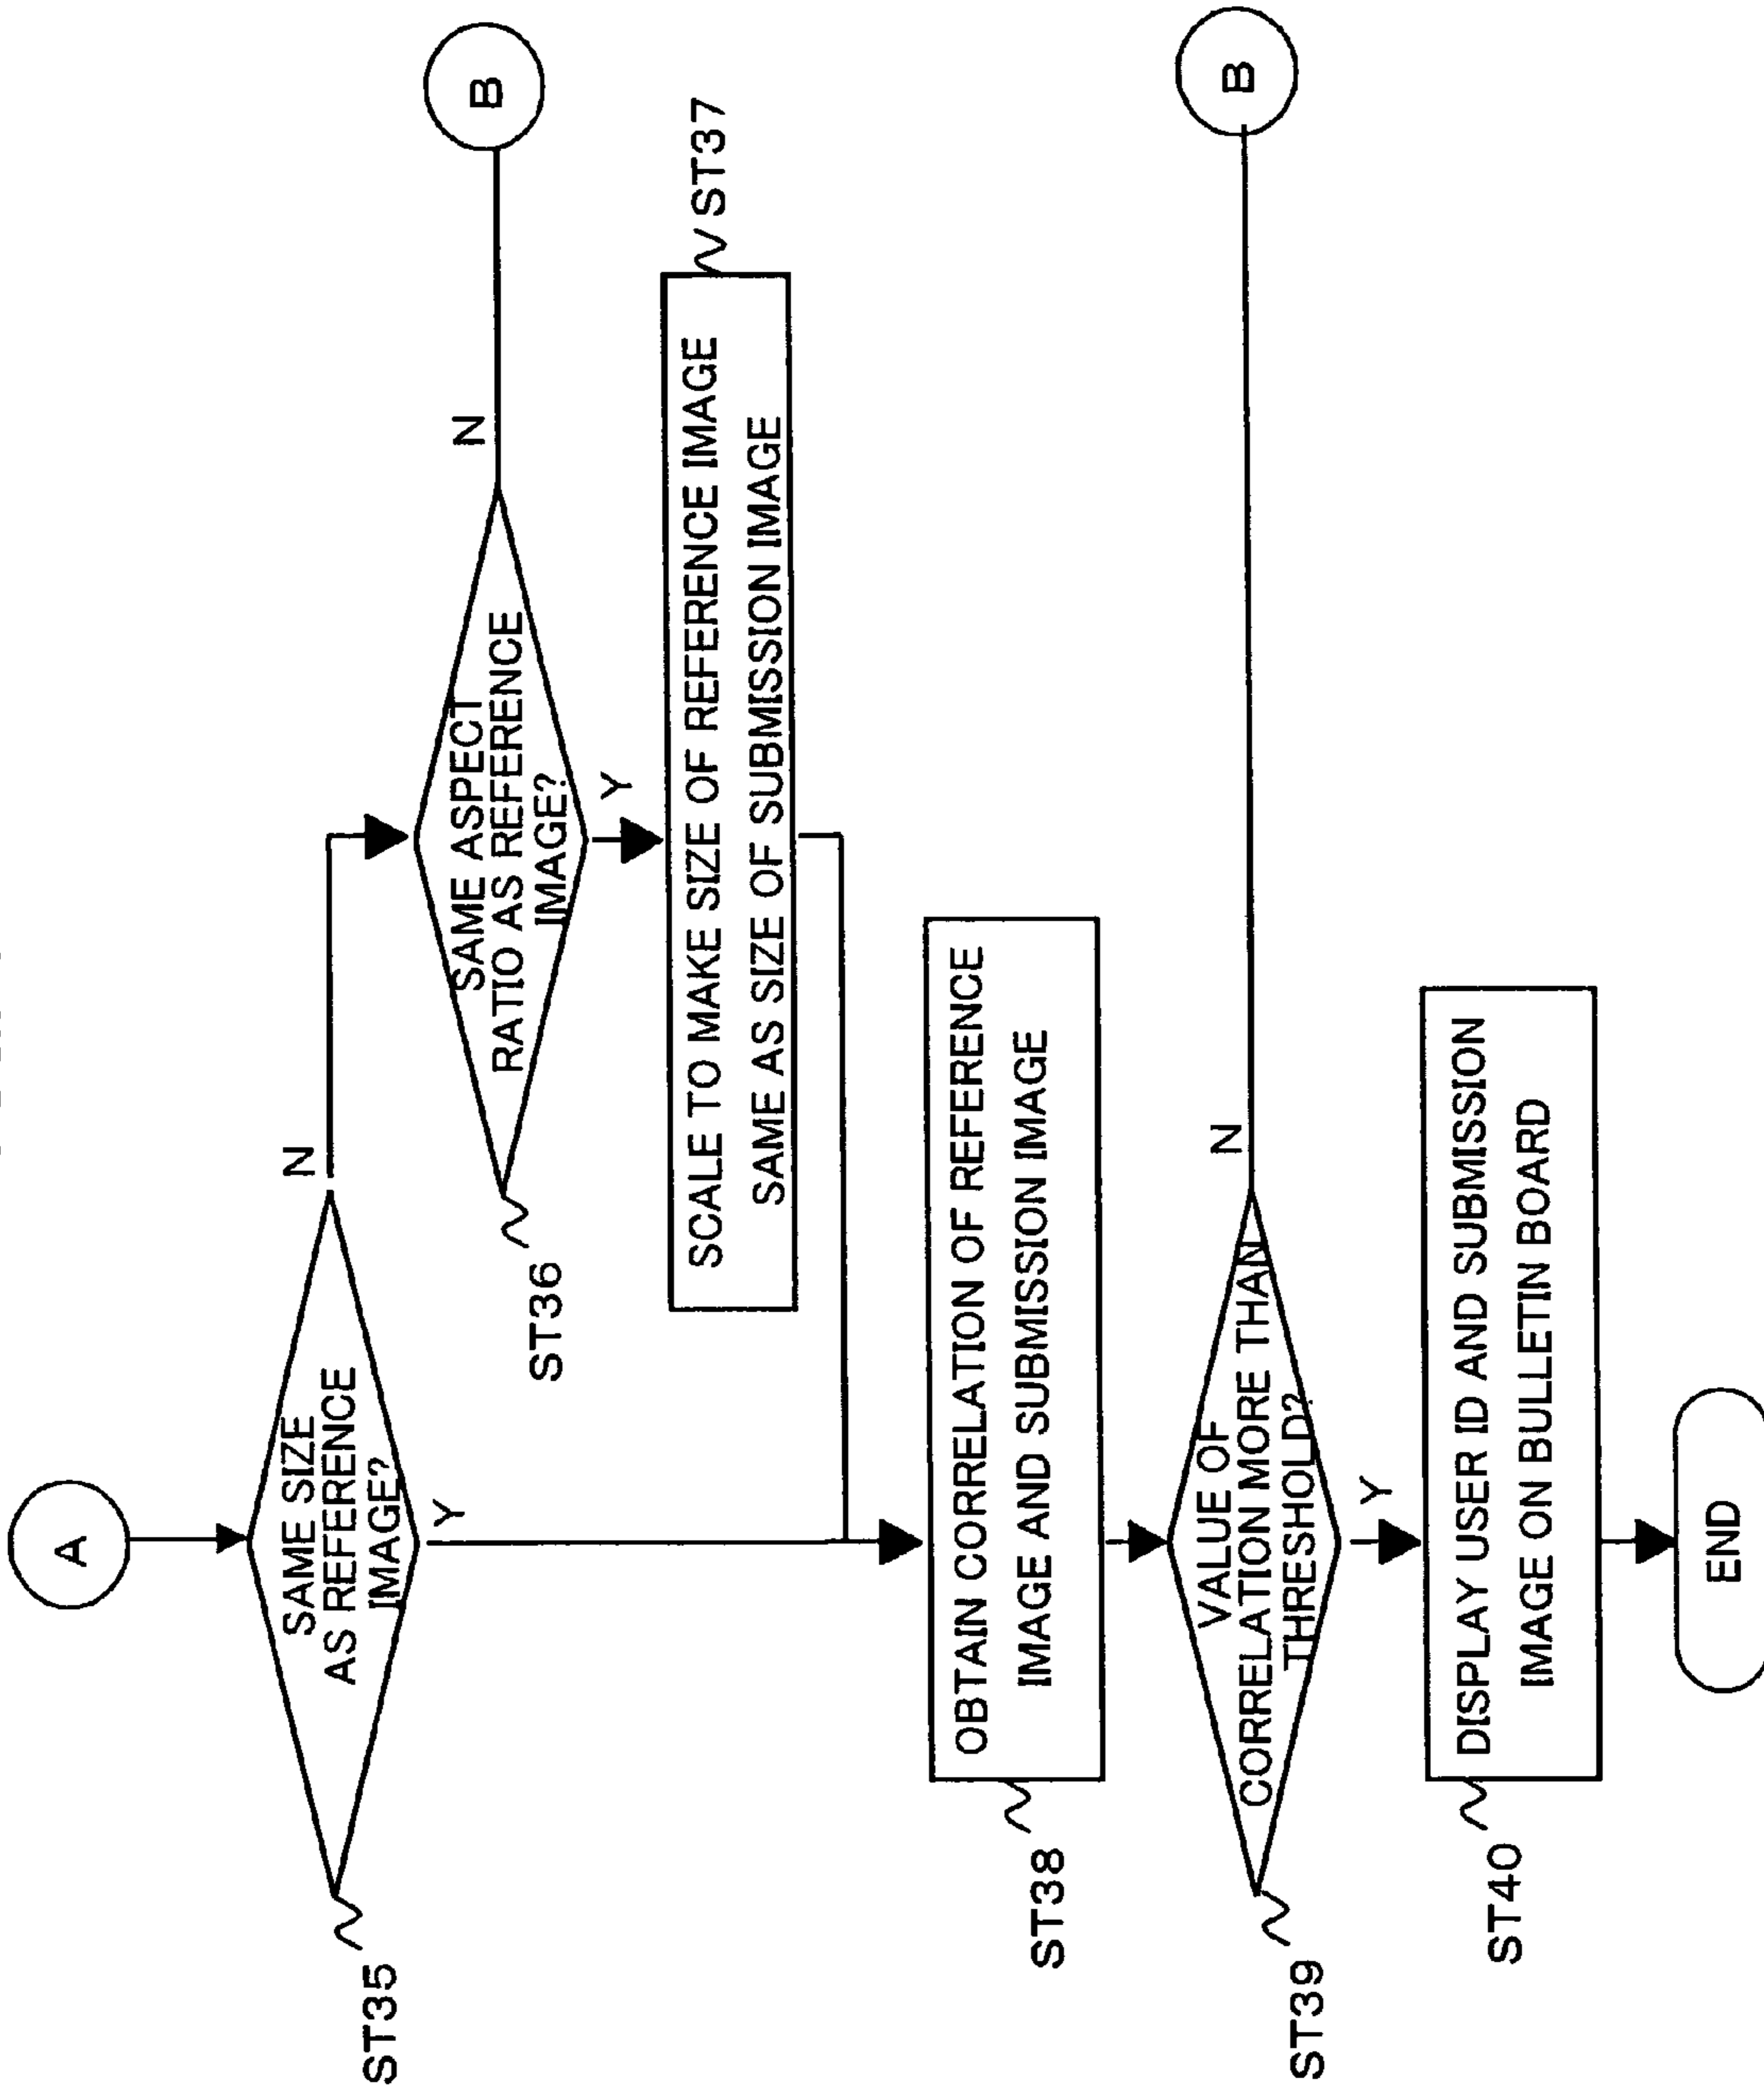 A
SAME SIZE
AS REFERENCE
IMAGE?
ST35
N
Y
SAME ASPECT
RATIO AS REFERENCE
IMAGE?
ST36
N
B
Y
SCALE TO MAKE SIZE OF REFERENCE IMAGE
SAME AS SIZE OF SUBMISSION IMAGE
ST37
OBTAIN CORRELATION OF REFERENCE
IMAGE AND SUBMISSION IMAGE
ST38
VALUE OF
CORRELATION MORE THAN
THRESHOLD?
ST39
N
B
Y
DISPLAY USER ID AND SUBMISSION
IMAGE ON BULLETIN BOARD
ST40
END